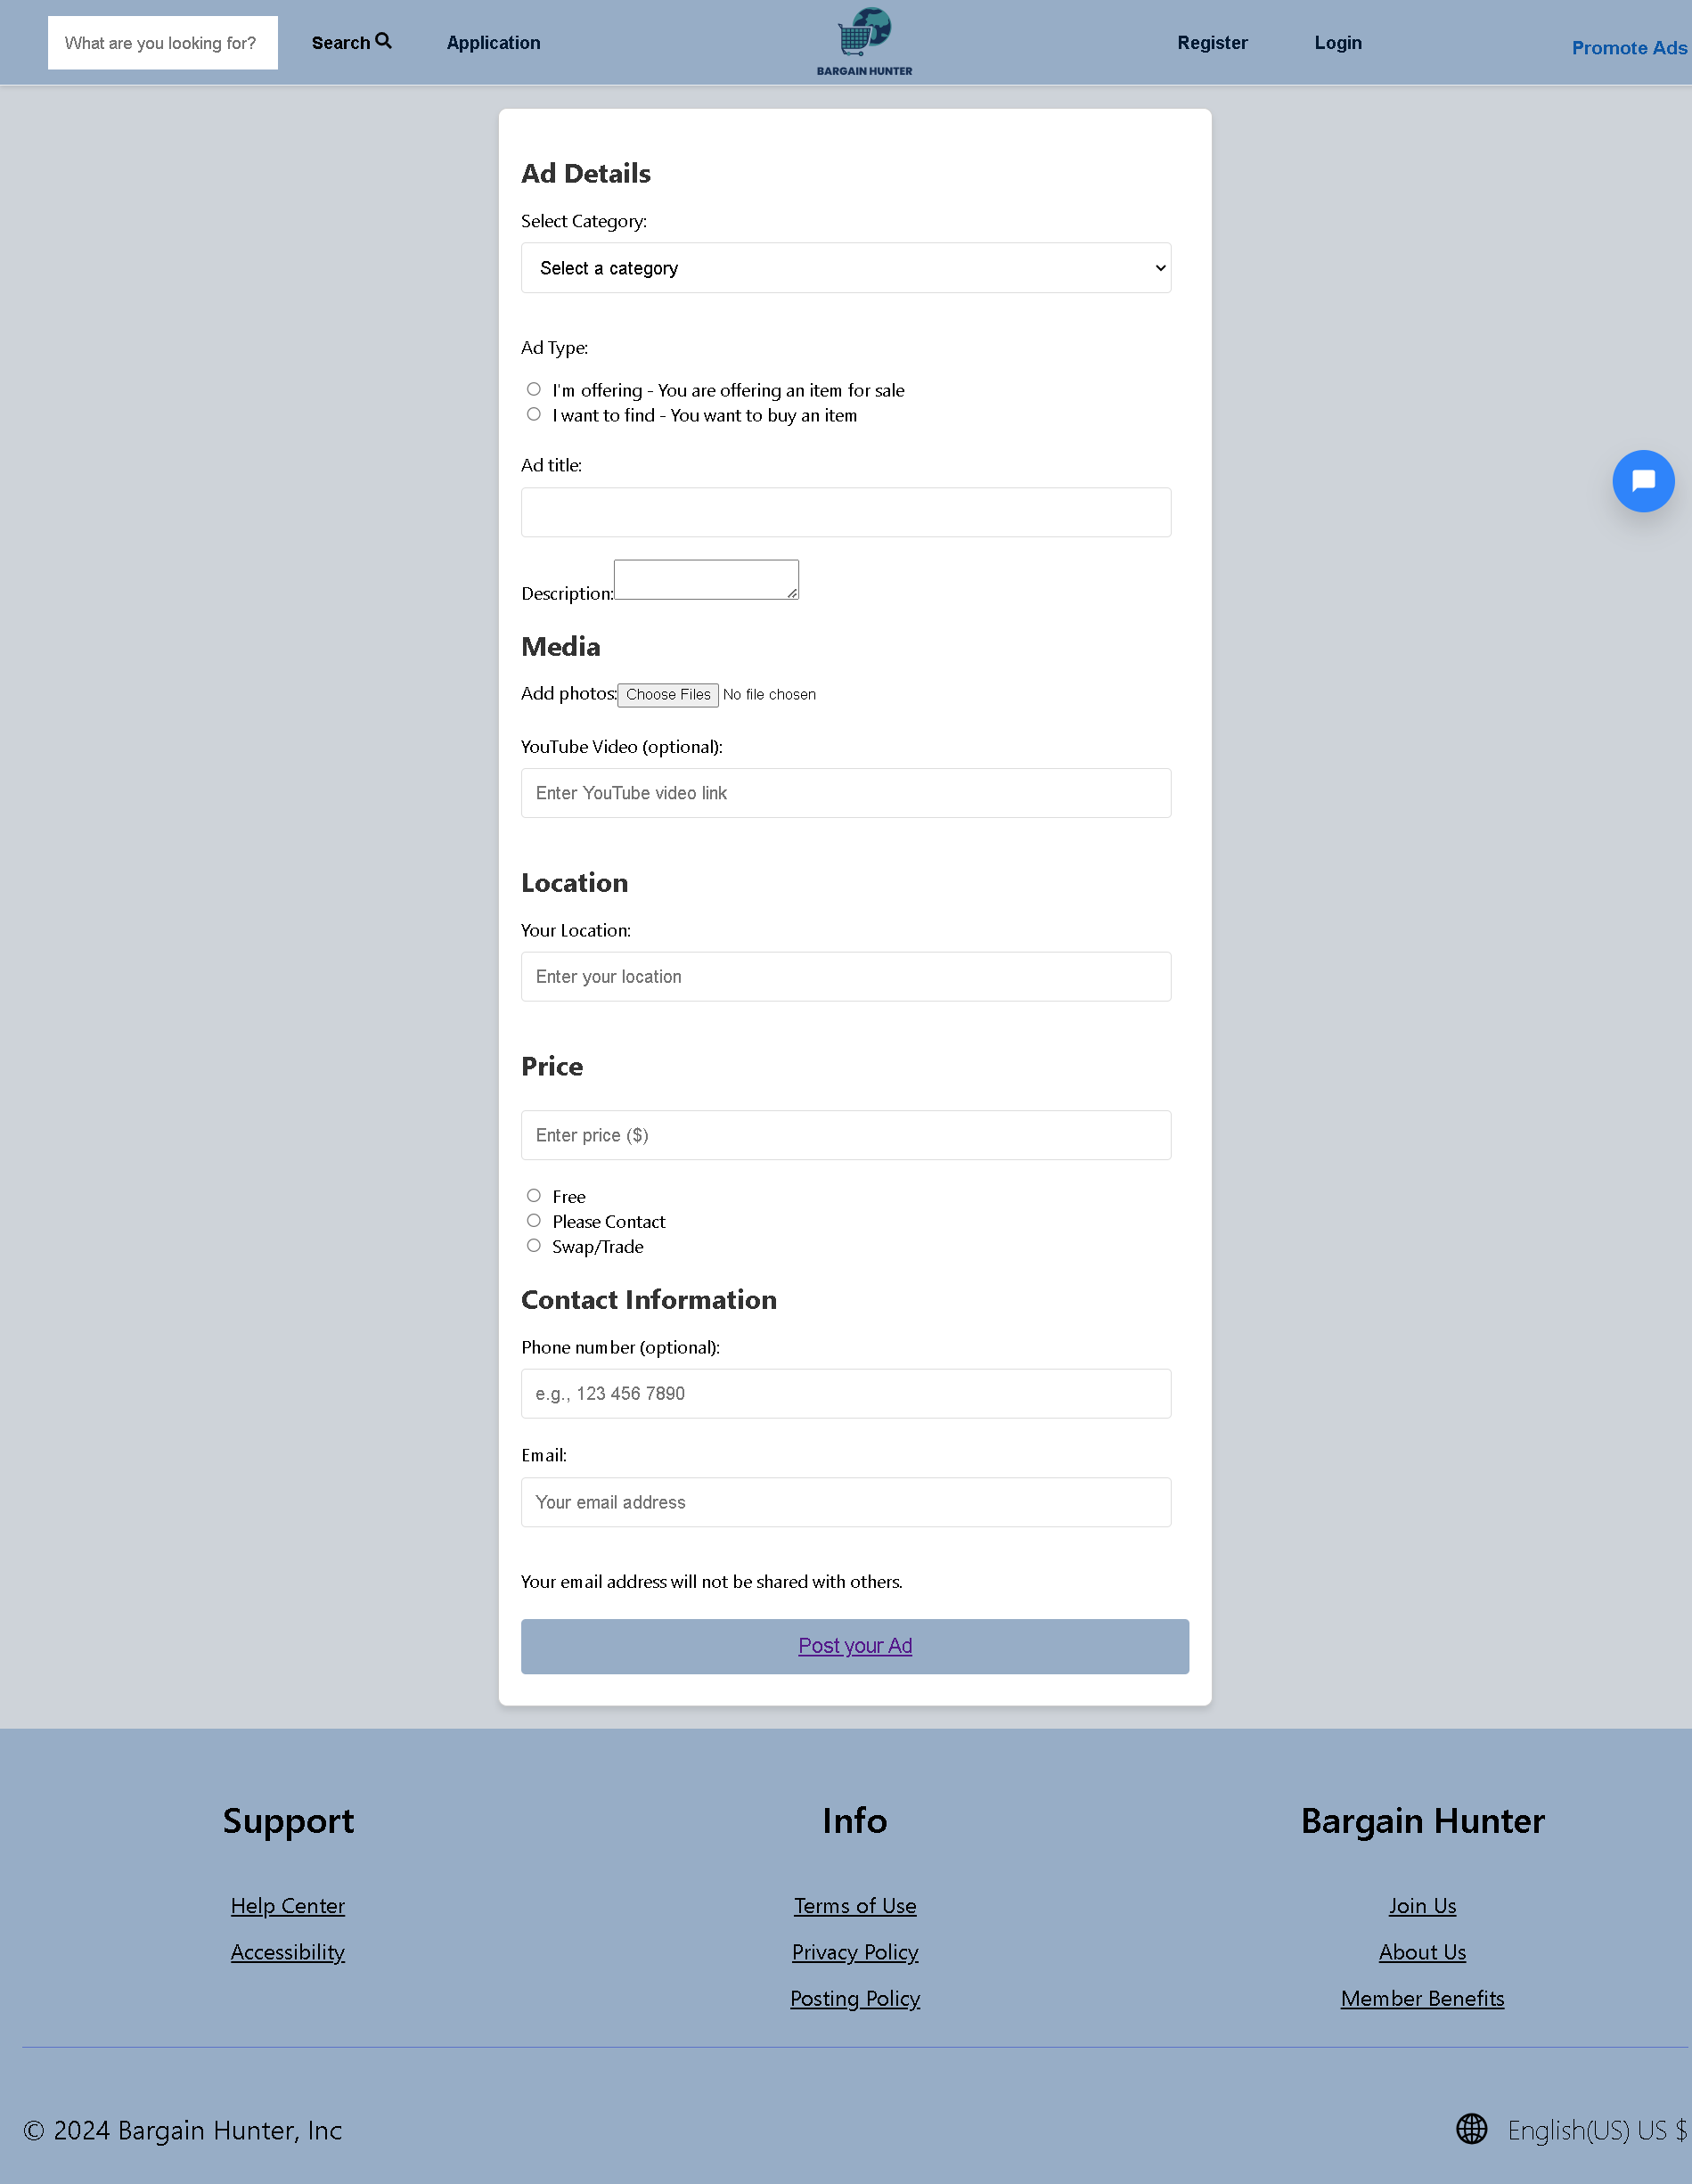 What are you looking for? Search Application BARGAIN HUNTER Register Login Promote Ads
Ad Details
Select Category:
Select a category
Ad Type:
I'm offering - You are offering an item for sale
I want to find - You want to buy an item
Ad title:
Description:
Media
Add photos: Choose Files No file chosen
YouTube Video (optional):
Enter YouTube video link
Location
Your Location:
Enter your location
Price
Enter price ($)
Free
Please Contact
Swap/Trade
Contact Information
Phone number (optional):
e.g., 123 456 7890
Email:
Your email address
Your email address will not be shared with others.
Post your Ad
Support
Help Center
Accessibility
Info
Terms of Use
Privacy Policy
Posting Policy
Bargain Hunter
Join Us
About Us
Member Benefits
© 2024 Bargain Hunter, Inc
English(US) US $